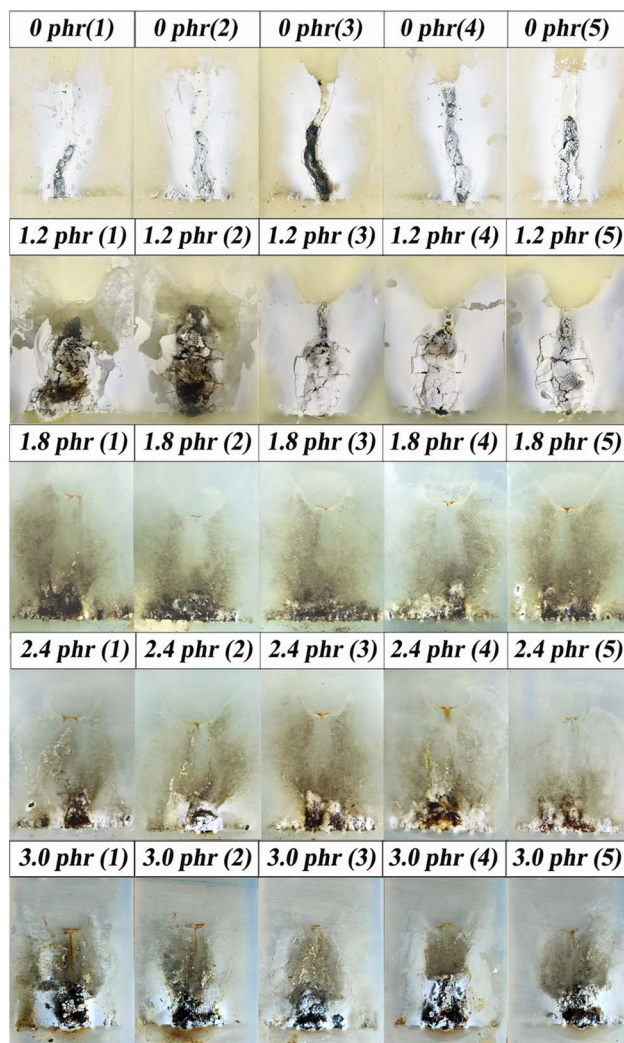 0 phr(1) 0 phr(2) 0 phr(3) 0 phr(4) 0 phr(5)
1.2 phr (1) 1.2 phr (2) 1.2 phr (3) 1.2 phr (4) 1.2 phr (5)
1.8 phr (1) 1.8 phr (2) 1.8 phr (3) 1.8 phr (4) 1.8 phr (5)
2.4 phr (1) 2.4 phr (2) 2.4 phr (3) 2.4 phr (4) 2.4 phr (5)
3.0 phr (1) 3.0 phr (2) 3.0 phr (3) 3.0 phr (4) 3.0 phr (5)